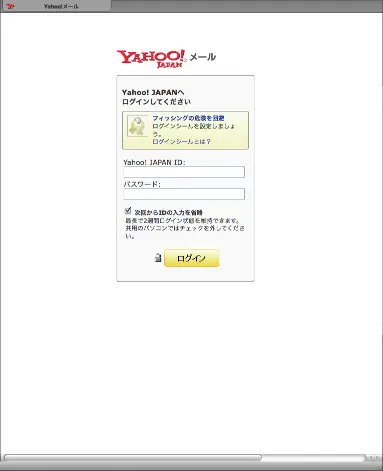 Yahoo!メール
YAHOO! メール
JAPAN
Yahoo! JAPANへ
ログインしてください
フィッシングの危険を回避
ログインシールを設定しましょ
う。
ログインシールとは?
Yahoo! JAPAN ID:
パスワード:
次回からIDの入力を省略
最長で2週間ログイン状態を維持できます。
共用のパソコンではチェックを外してくださ
い。
ログイン